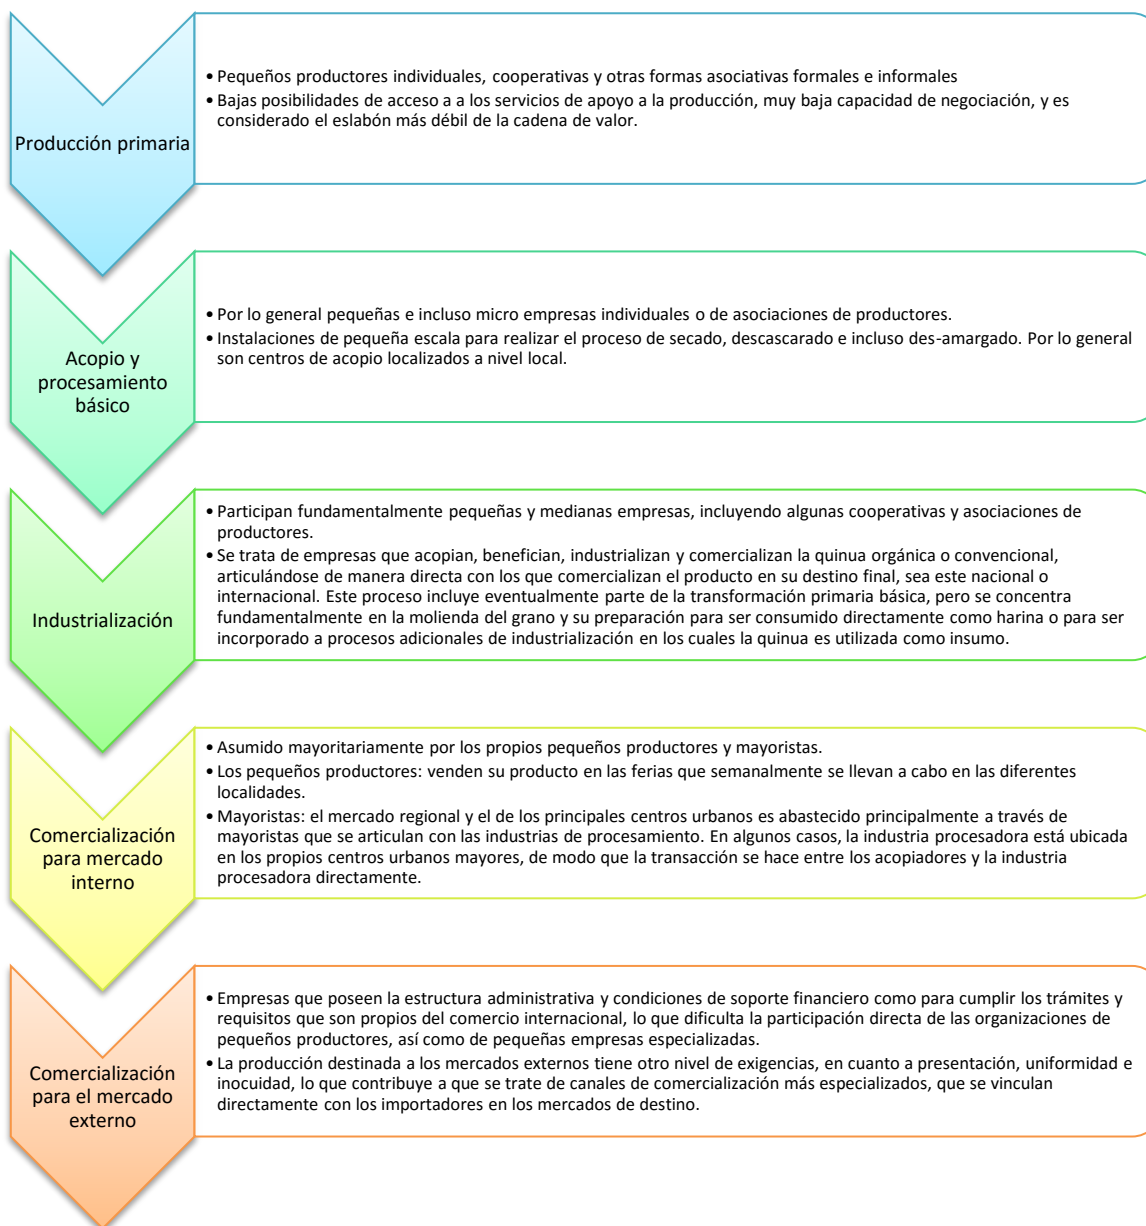 Producción primaria
• Pequeños productores individuales, cooperativas y otras formas asociativas formales e informales
• Bajas posibilidades de acceso a a los servicios de apoyo a la producción, muy baja capacidad de negociación, y es
considerado el eslabón más débil de la cadena de valor.
Acopio y
procesamiento
básico
• Por lo general pequeñas e incluso micro empresas individuales o de asociaciones de productores.
• Instalaciones de pequeña escala para realizar el proceso de secado, descascarado e incluso des-amargado. Por lo general
son centros de acopio localizados a nivel local.
Industrialización
• Participan fundamentalmente pequeñas y medianas empresas, incluyendo algunas cooperativas y asociaciones de
productores.
• Se trata de empresas que acopian, benefician, industrializan y comercializan la quinua orgánica o convencional,
articulándose de manera directa con los que comercializan el producto en su destino final, sea este nacional o
internacional. Este proceso incluye eventualmente parte de la transformación primaria básica, pero se concentra
fundamentalmente en la molienda del grano y su preparación para ser consumido directamente como harina o para ser
incorporado a procesos adicionales de industrialización en los cuales la quinua es utilizada como insumo.
Comercialización
para mercado
interno
• Asumido mayoritariamente por los propios pequeños productores y mayoristas.
• Los pequeños productores: venden su producto en las ferias que semanalmente se llevan a cabo en las diferentes
localidades.
• Mayoristas: el mercado regional y el de los principales centros urbanos es abastecido principalmente a través de
mayoristas que se articulan con las industrias de procesamiento. En algunos casos, la industria procesadora está ubicada
en los propios centros urbanos mayores, de modo que la transacción se hace entre los acopiadores y la industria
procesadora directamente.
Comercialización
para el mercado
externo
• Empresas que poseen la estructura administrativa y condiciones de soporte financiero como para cumplir los trámites y
requisitos que son propios del comercio internacional, lo que dificulta la participación directa de las organizaciones de
pequeños productores, así como de pequeñas empresas especializadas.
• La producción destinada a los mercados externos tiene otro nivel de exigencias, en cuanto a presentación, uniformidad e
inocuidad, lo que contribuye a que se trate de canales de comercialización más especializados, que se vinculan
directamente con los importadores en los mercados de destino.